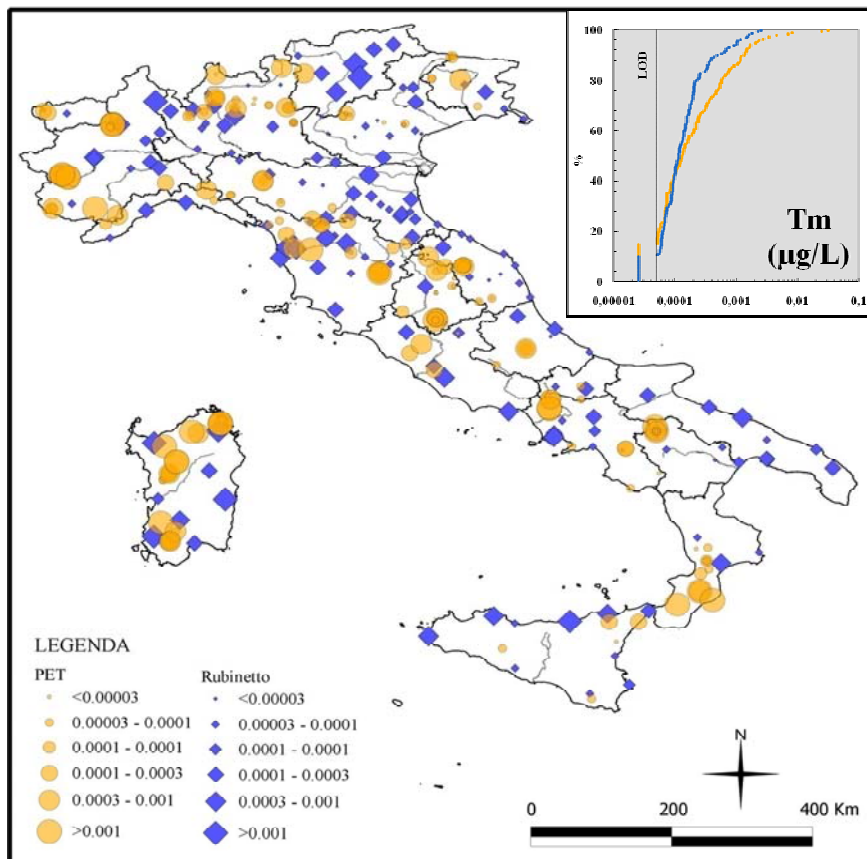 100
80
60
40
20
0
%
LOD
Tm
(µg/L)
0,00001 0,0001 0,001 0,01 0,1
LEGENDA
PET Rubinetto
<0.00003 <0.00003
0.00003 - 0.0001 0.00003 - 0.0001
0.0001 - 0.0001 0.0001 - 0.0001
0.0001 - 0.0003 0.0001 - 0.0003
0.0003 - 0.001 0.0003 - 0.001
>0.001 >0.001
N
0 200 400 Km